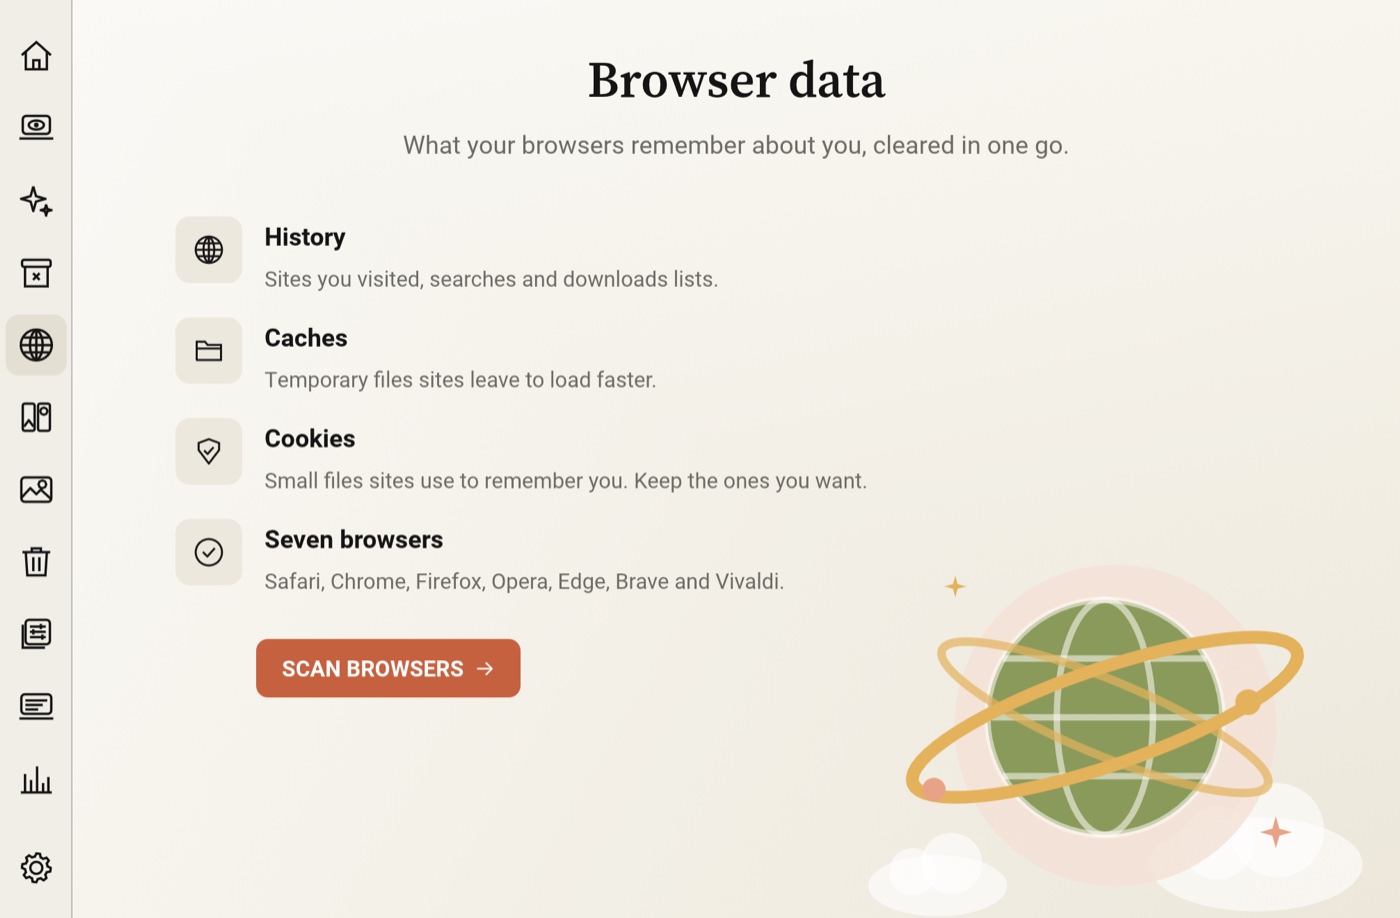 Browser data
What your browsers remember about you, cleared in one go.
History
Sites you visited, searches and downloads lists.
Caches
Temporary files sites leave to load faster.
Cookies
Small files sites use to remember you. Keep the ones you want.
Seven browsers
Safari, Chrome, Firefox, Opera, Edge, Brave and Vivaldi.
SCAN BROWSERS →